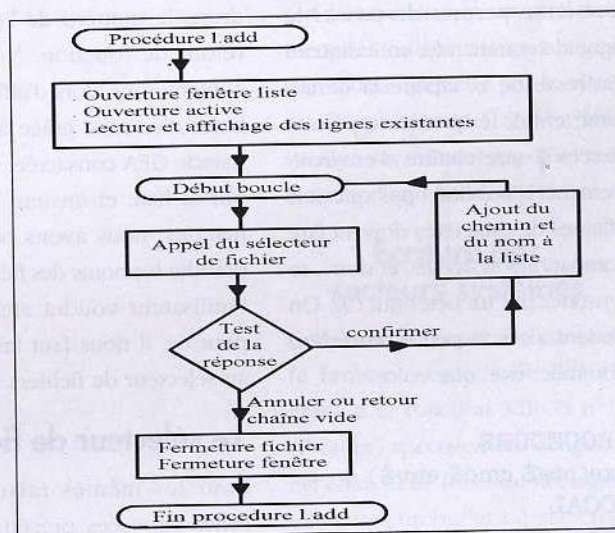 Procédure l.add
Ouverture fenêtre liste
Ouverture active
Lecture et affichage des lignes existantes
Début boucle
Appel du sélecteur
de fichier
Ajout du
chemin et
du nom à
la liste
Test
de la
réponse
confirmer
Annuler ou retour
chaîne vide
Fermeture fichier
Fermeture fenêtre
Fin procedure l.add